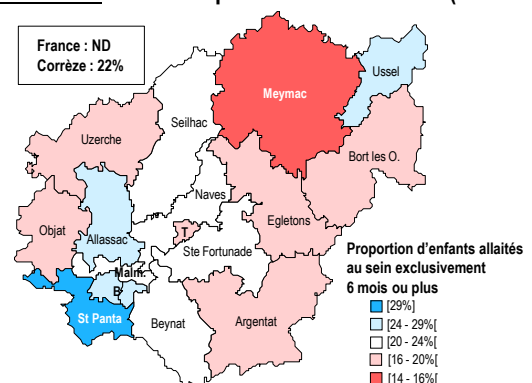 France : ND
Corrèze : 22%
Ussel
Meymac
Seilhac
Uzerche
Bort les O.
Naves
Egletons
Objat
Allassac
T
Ste Fortunade
Malm.
B
St Panta
Beynat
Argentat
Proportion d'enfants allaités
au sein exclusivement
6 mois ou plus
[29%]
[24 - 29%[
[20 - 24%[
[16 - 20%[
[14 - 16%[